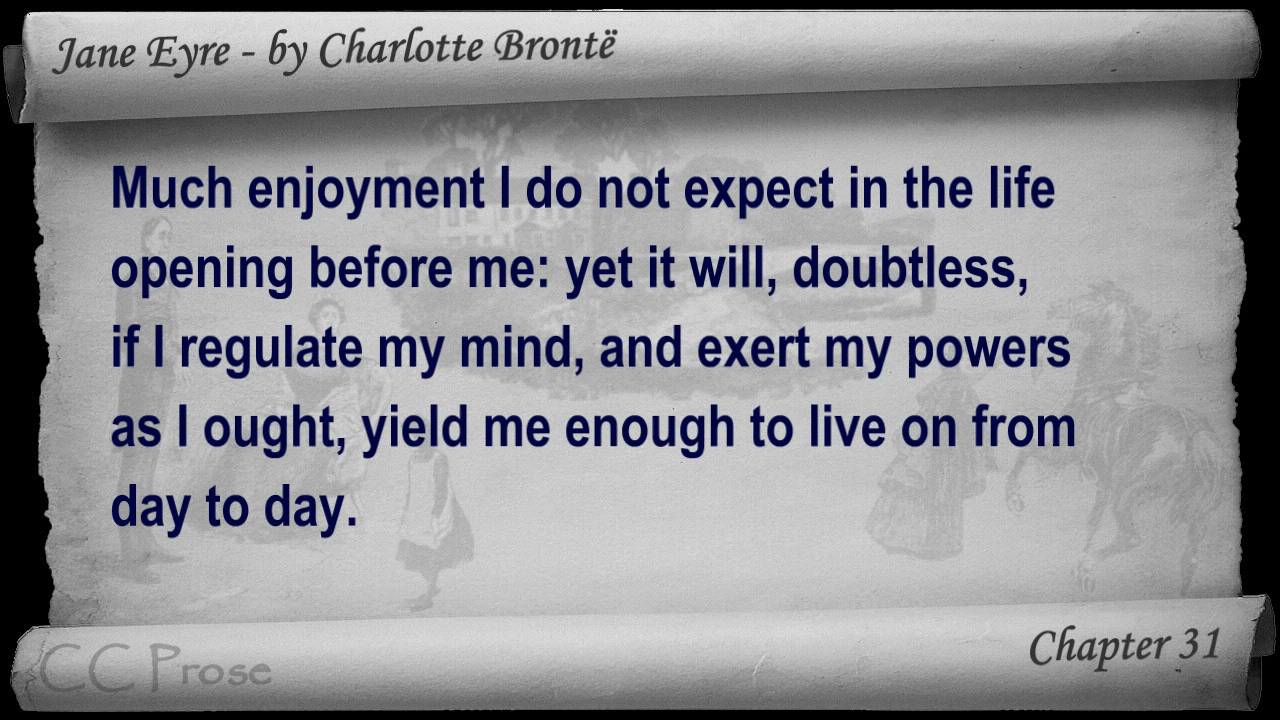 Jane Eyre - by Charlotte Brontë
Much enjoyment I do not expect in the life
opening before me: yet it will, doubtless,
if I regulate my mind, and exert my powers
as I ought, yield me enough to live on from
day to day.
Chapter 31
CC Prose